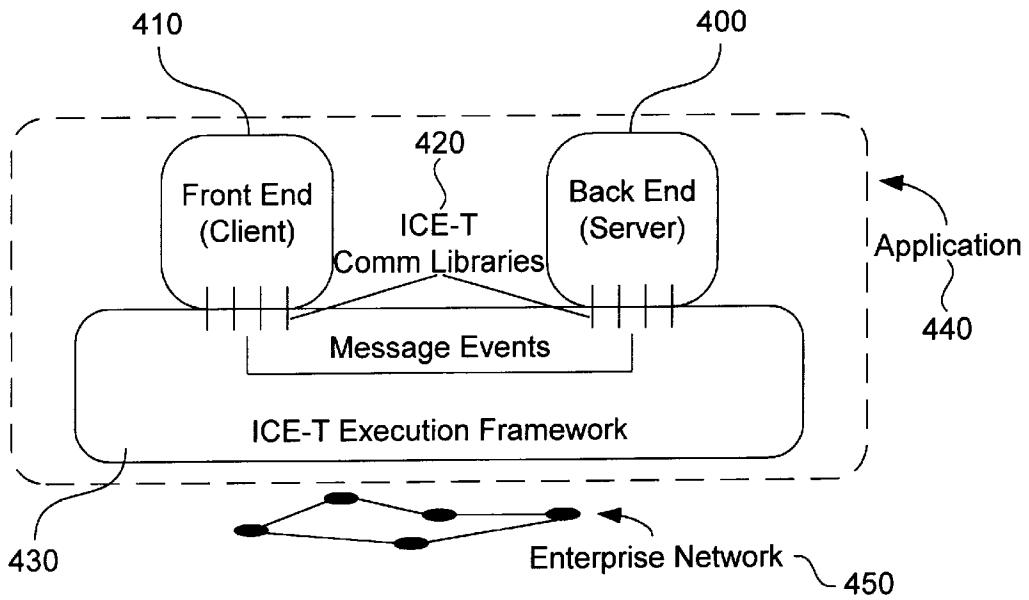 410
400
420
Front End
(Client)
ICE-T
Comm Libraries
Back End
(Server)
Application
440
Message Events
ICE-T Execution Framework
430
Enterprise Network
450